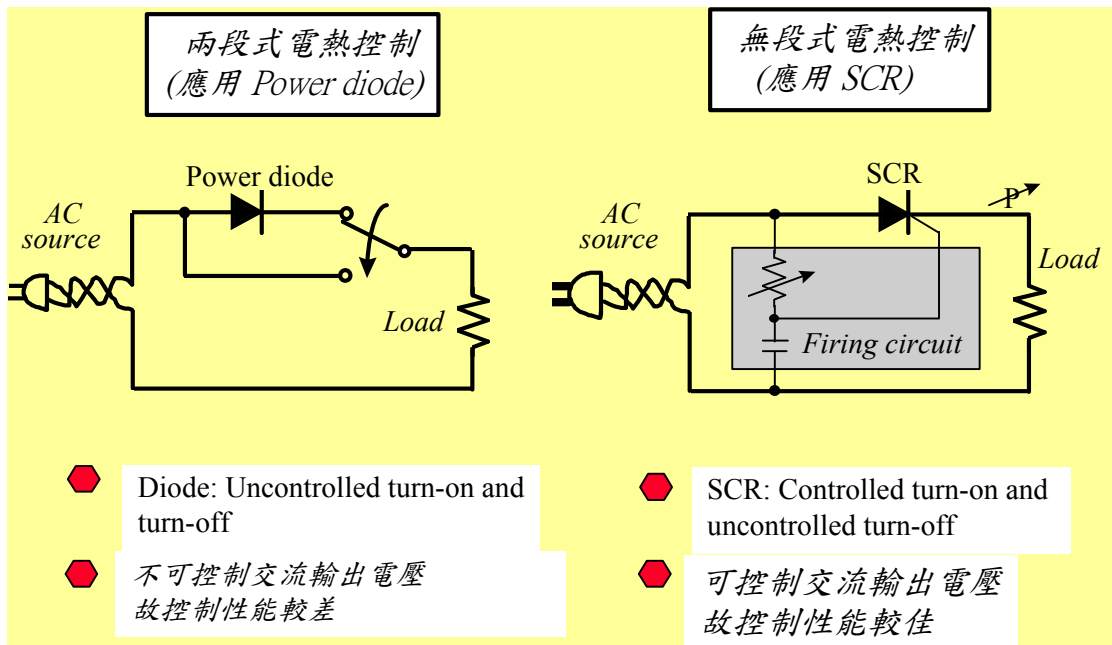 兩段式電熱控制
(應用 Power diode)
無段式電熱控制
(應用 SCR)
Power diode
AC
source
Load
SCR
P
AC
source
Load
Firing circuit
Diode: Uncontrolled turn-on and
turn-off
不可控制交流輸出電壓
故控制性能較差
SCR: Controlled turn-on and
uncontrolled turn-off
可控制交流輸出電壓
故控制性能較佳